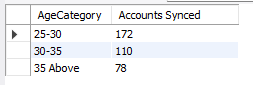 AgeCategory Accounts Synced
25-30 172
30-35 110
35 Above 78